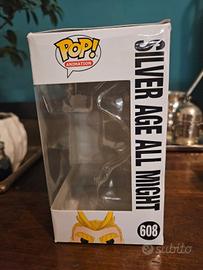 POP!
ANIMATION
SILVER AGE ALL MIGHT
608
subito